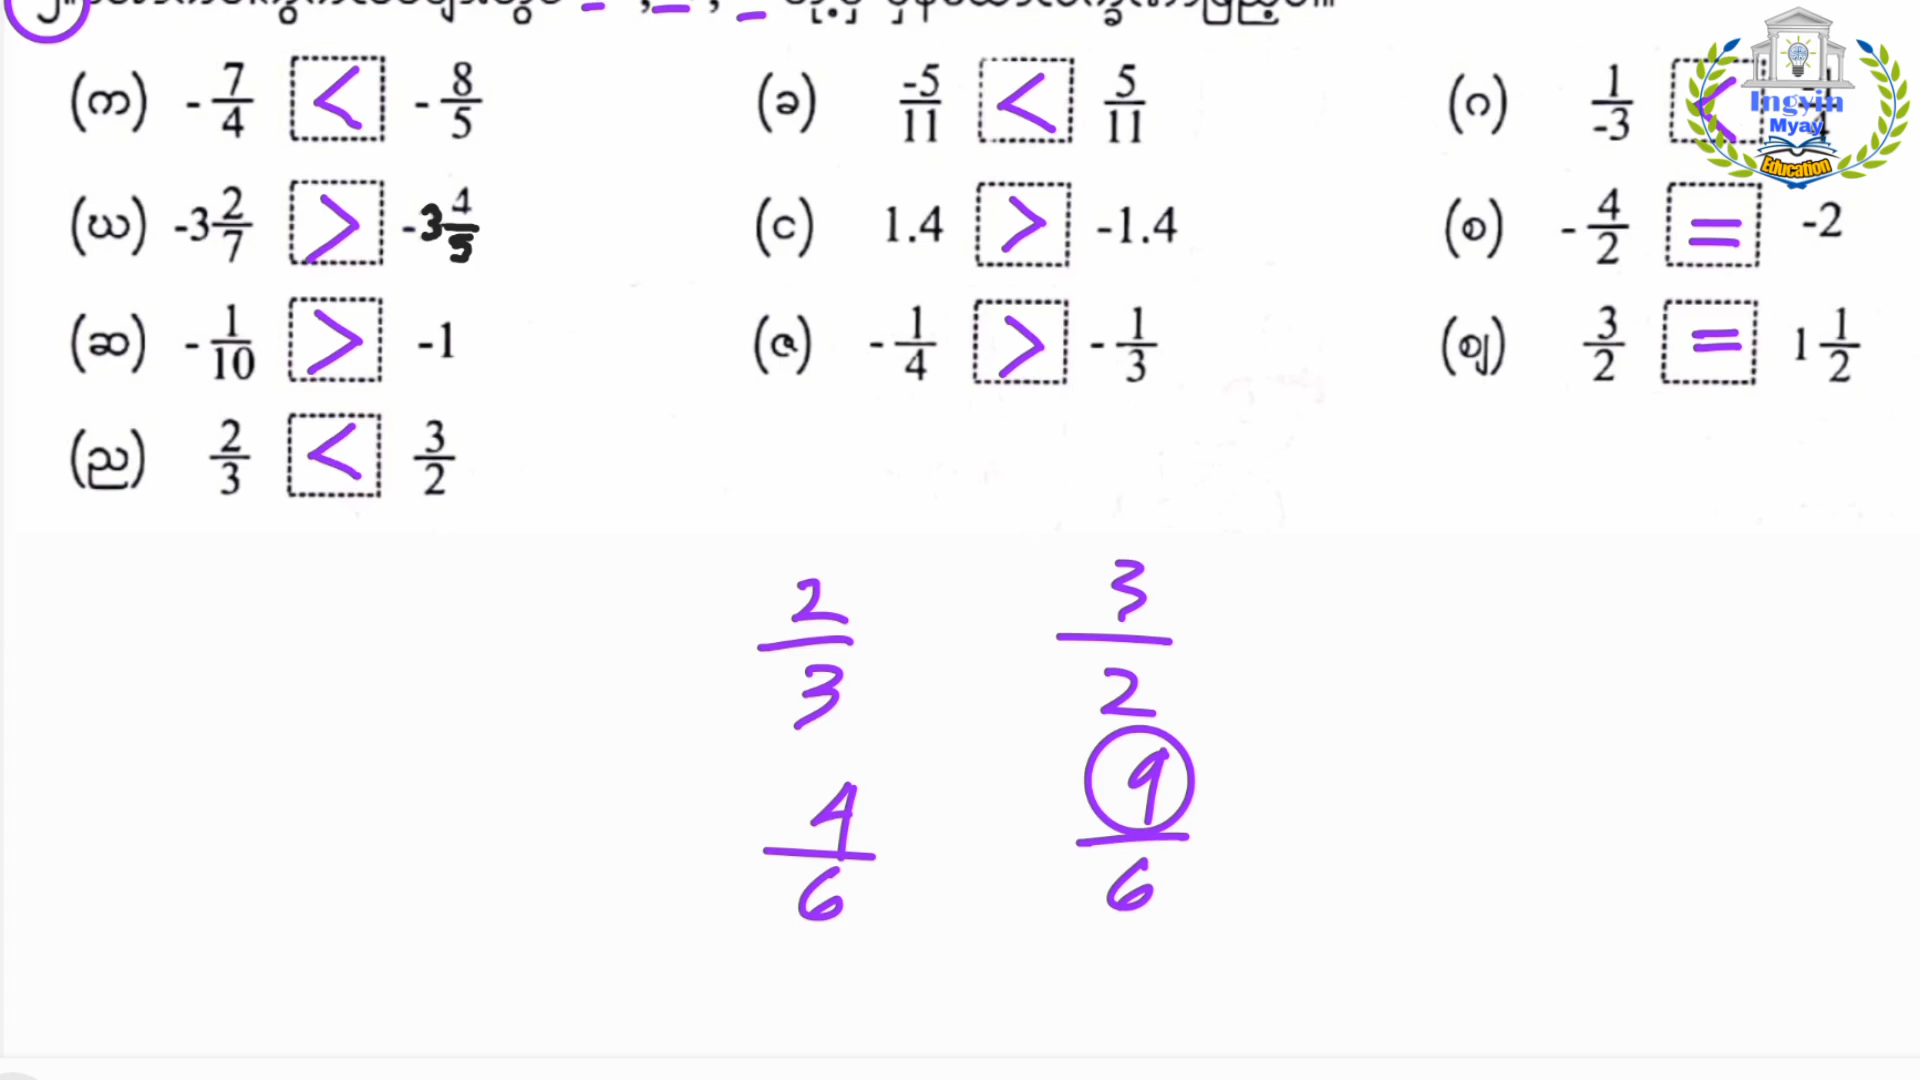 (က) - 7/4 < - 8/5 (ခ) -5/11 < 5/11 (ဂ) 1/-3 <
(ဃ) -3 2/7 > -3 4/5 (င) 1.4 > -1.4 (စ) - 4/2 = -2
(ဆ) - 1/10 > -1 (ဇ) - 1/4 > - 1/3 (ဈ) 3/2 = 1 1/2
(ည) 2/3 < 3/2
2/3 3/2
4/6 9/6
Ingyin
Myay
Education